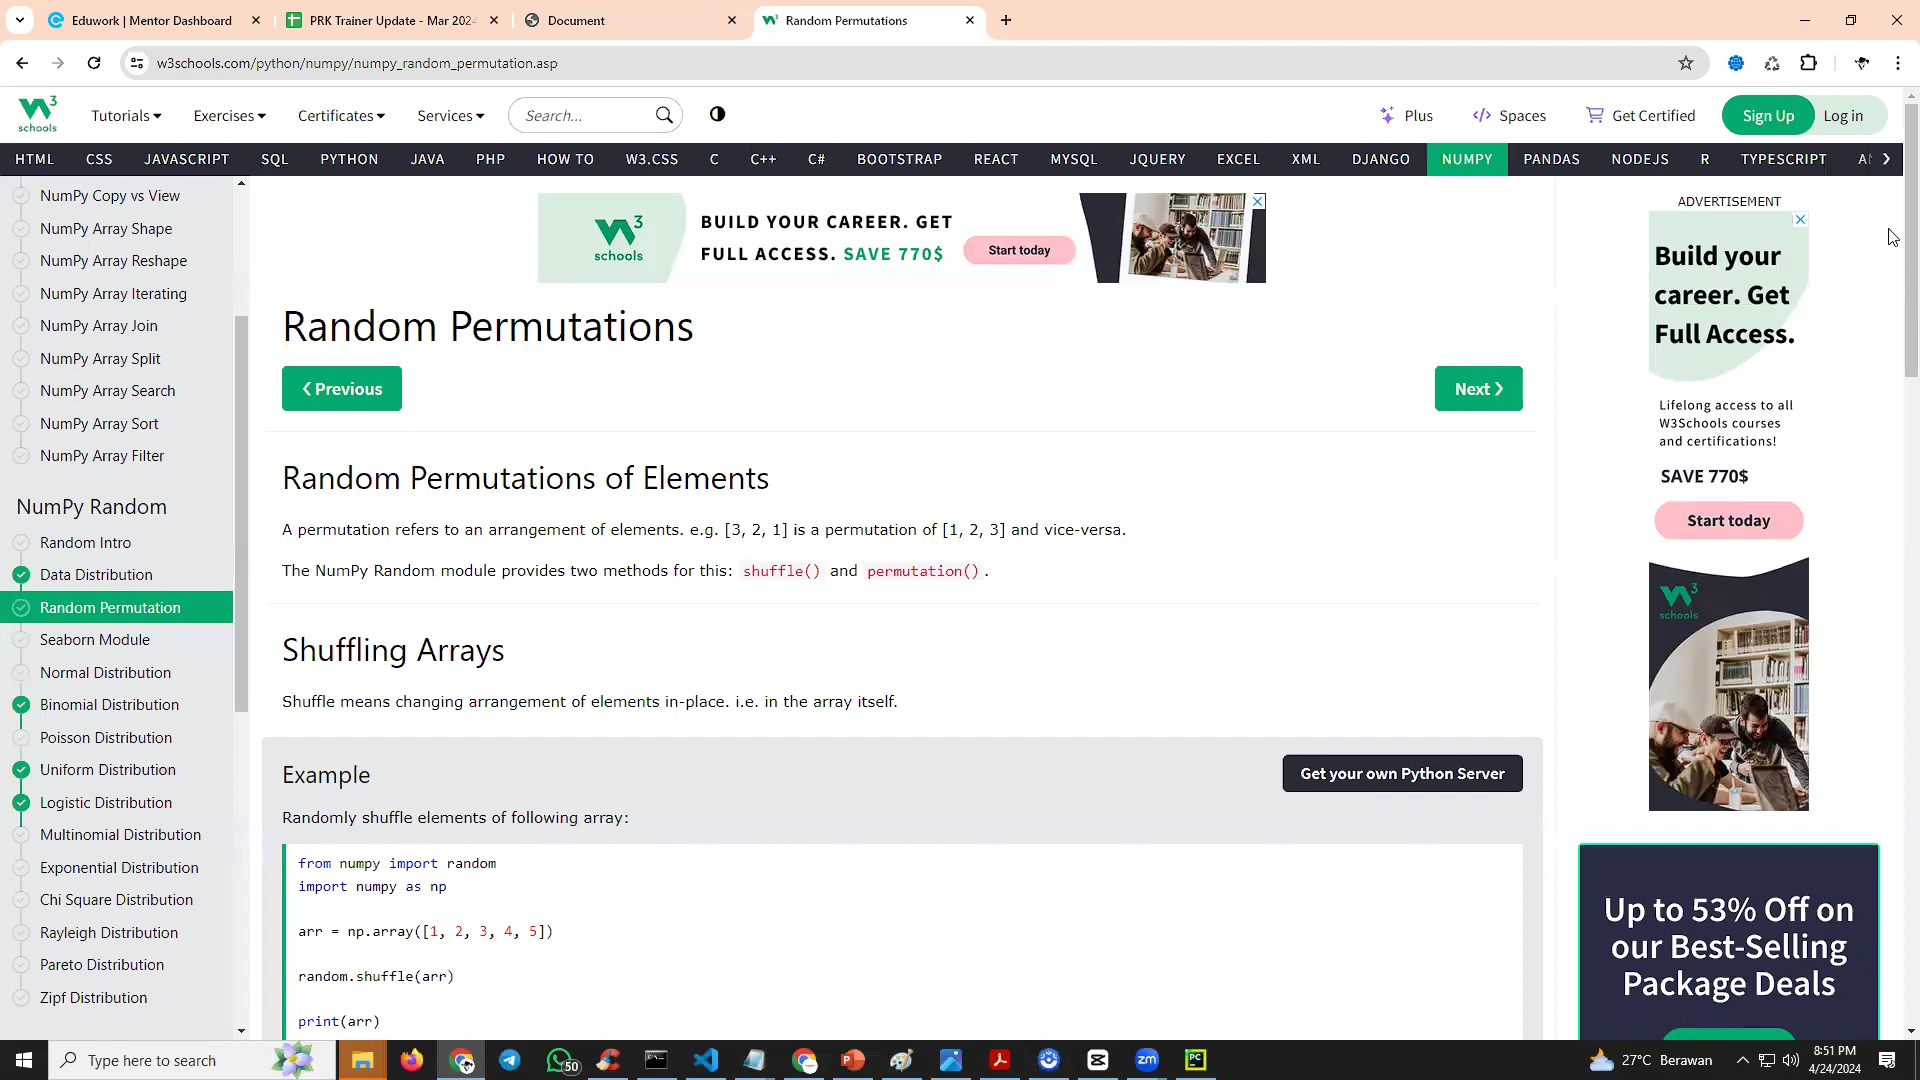 Eduwork | Mentor Dashboard
PRK Trainer Update - Mar 2024
Document
Random Permutations
w3schools.com/python/numpy/numpy_random_permutation.asp
W3 schools
Tutorials
Exercises
Certificates
Services
Search...
Plus
Spaces
Get Certified
Sign Up
Log in
HTML CSS JAVASCRIPT SQL PYTHON JAVA PHP HOW TO W3.CSS C C++ C# BOOTSTRAP REACT MYSQL JQUERY EXCEL XML DJANGO NUMPY PANDAS NODEJS R TYPESCRIPT
NumPy Copy vs View
NumPy Array Shape
NumPy Array Reshape
NumPy Array Iterating
NumPy Array Join
NumPy Array Split
NumPy Array Search
NumPy Array Sort
NumPy Array Filter
NumPy Random
Random Intro
Data Distribution
Random Permutation
Seaborn Module
Normal Distribution
Binomial Distribution
Poisson Distribution
Uniform Distribution
Logistic Distribution
Multinomial Distribution
Exponential Distribution
Chi Square Distribution
Rayleigh Distribution
Pareto Distribution
Zipf Distribution
W3 schools
BUILD YOUR CAREER. GET
FULL ACCESS. SAVE 770$
Start today
Random Permutations
❮ Previous
Next ❯
Random Permutations of Elements
A permutation refers to an arrangement of elements. e.g. [3, 2, 1] is a permutation of [1, 2, 3] and vice-versa.
The NumPy Random module provides two methods for this: shuffle() and permutation().
Shuffling Arrays
Shuffle means changing arrangement of elements in-place. i.e. in the array itself.
Example
Get your own Python Server
Randomly shuffle elements of following array:
from numpy import random
import numpy as np
arr = np.array([1, 2, 3, 4, 5])
random.shuffle(arr)
print(arr)
ADVERTISEMENT
Build your
career. Get
Full Access.
Lifelong access to all
W3Schools courses
and certifications!
SAVE 770$
Start today
W3 schools
Up to 53% Off on
our Best-Selling
Package Deals
Type here to search
50
zm
PC
27°C Berawan
8:51 PM
4/24/2024